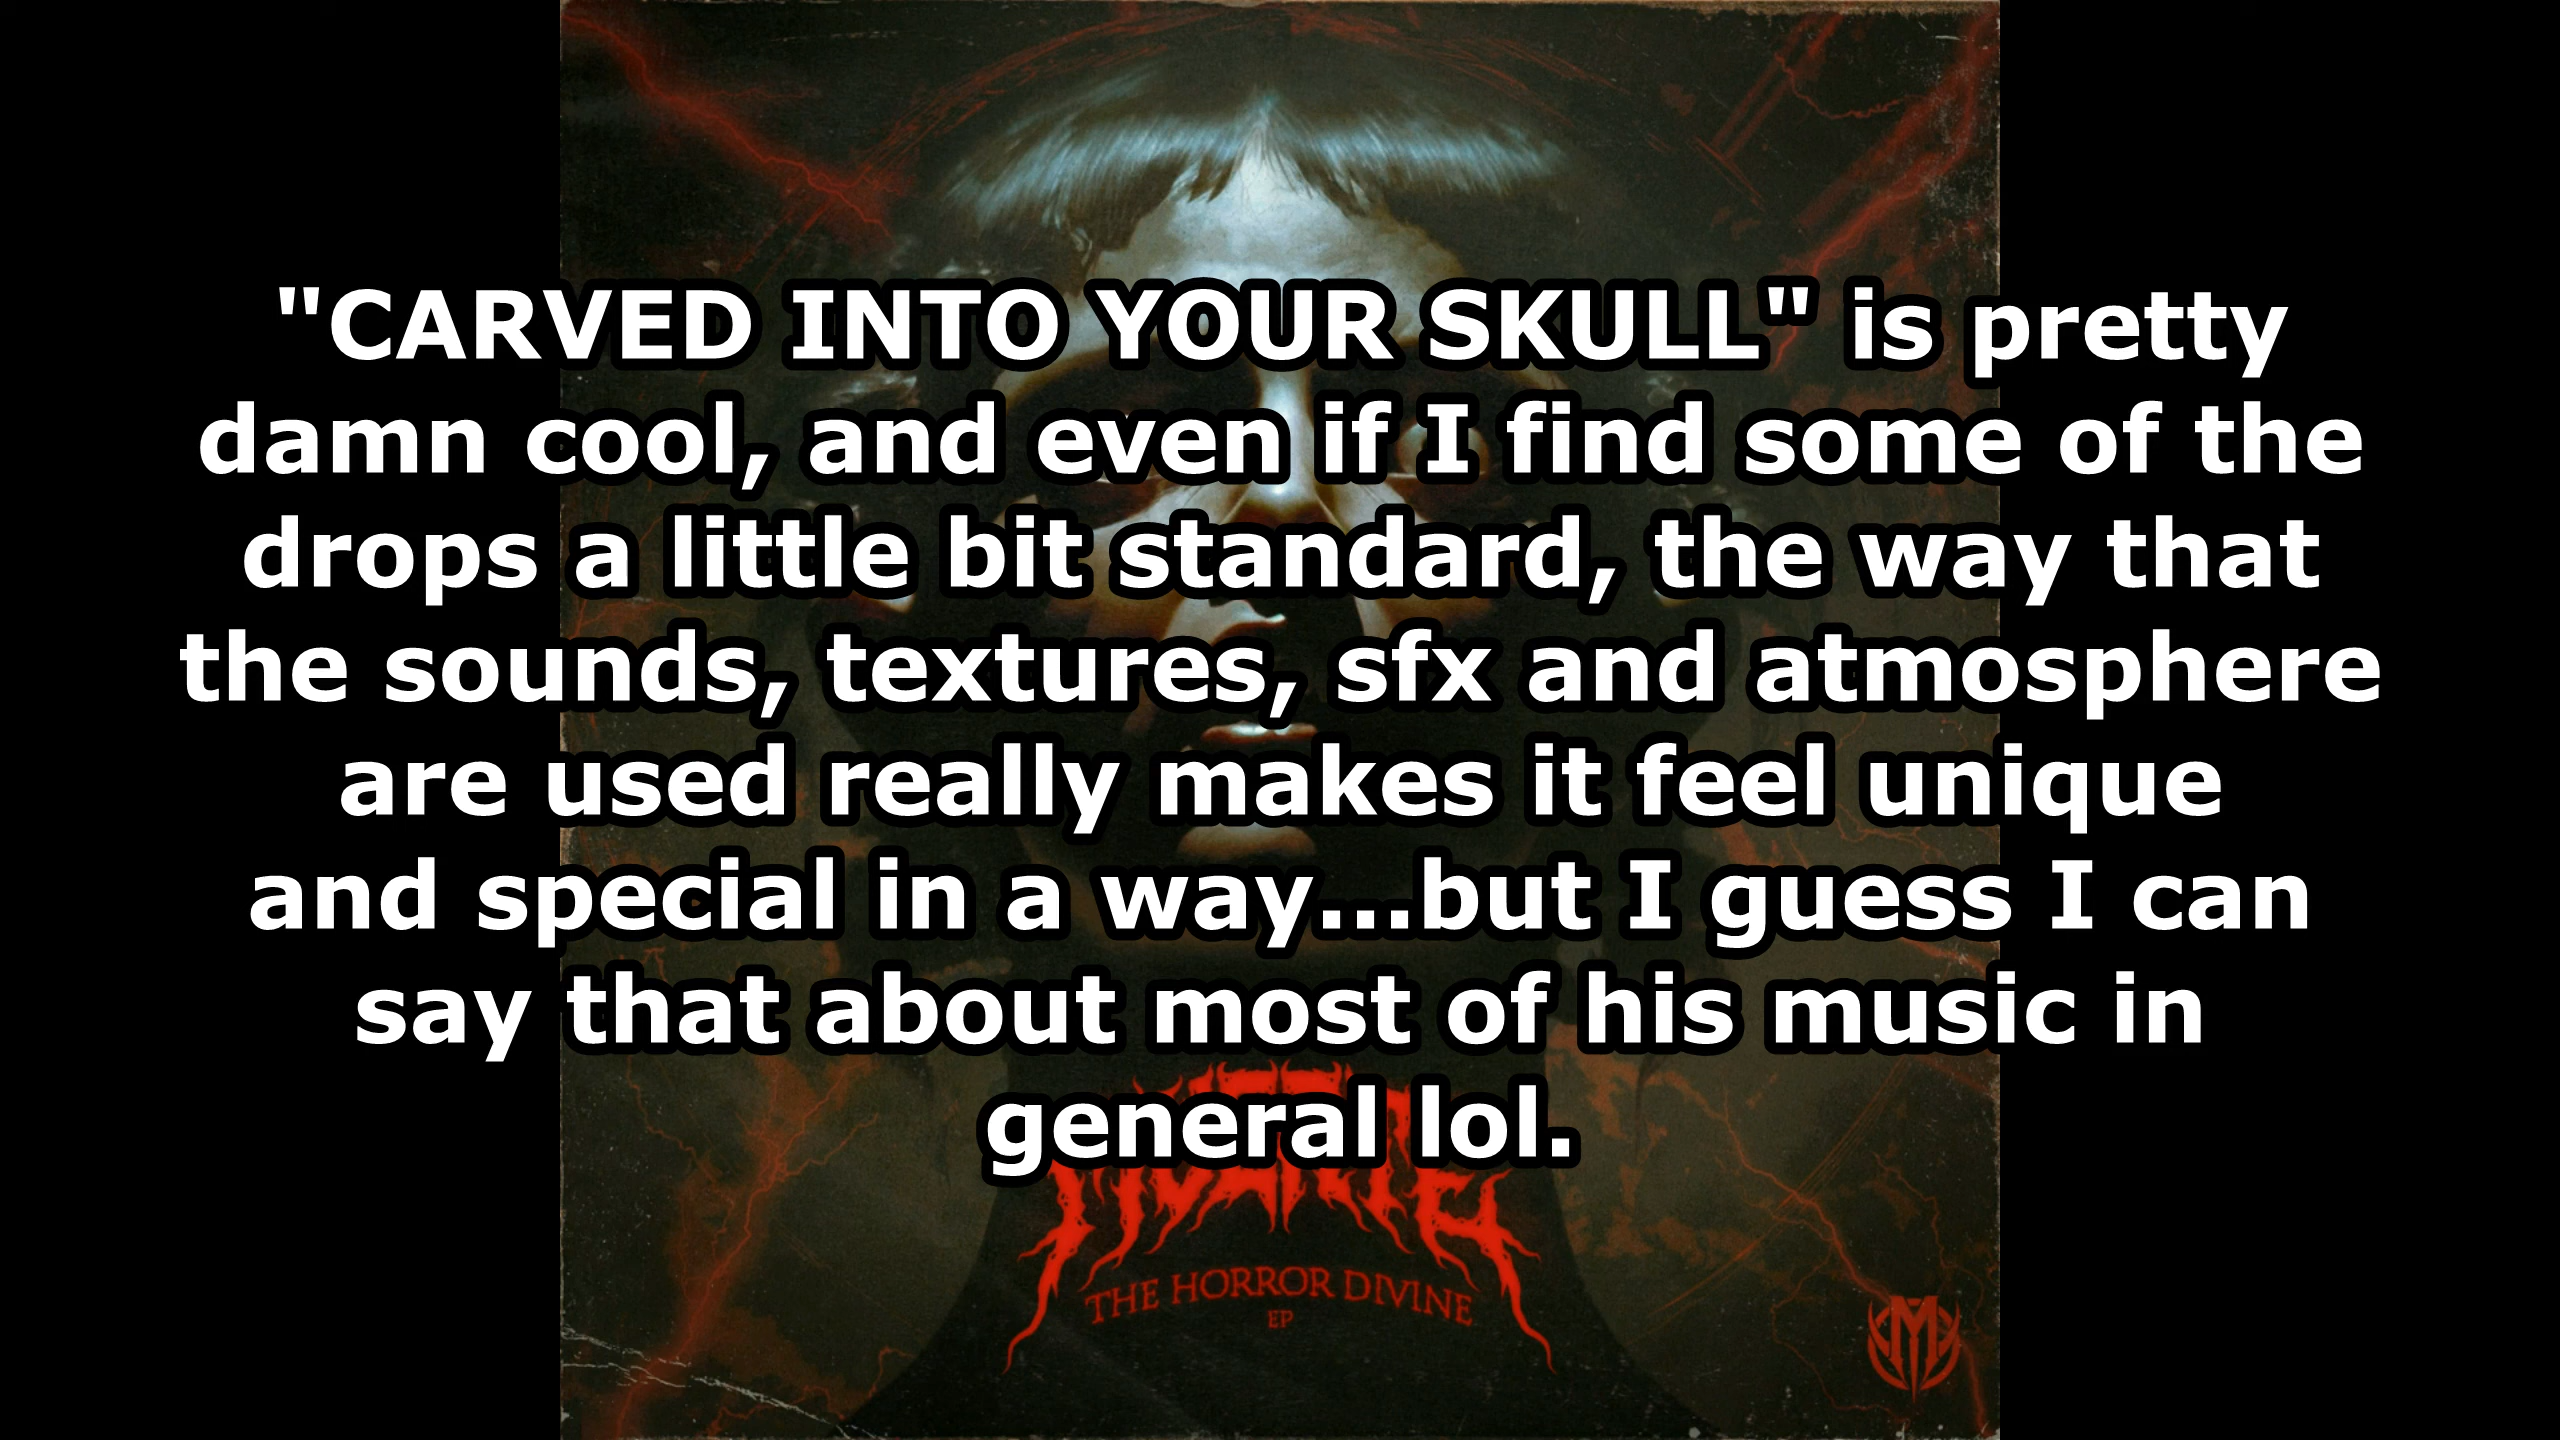 "CARVED INTO YOUR SKULL" is pretty
damn cool, and even if I find some of the
drops a little bit standard, the way that
the sounds, textures, sfx and atmosphere
are used really makes it feel unique
and special in a way...but I guess I can
say that about most of his music in
general lol.
THE HORROR DIVINE
EP